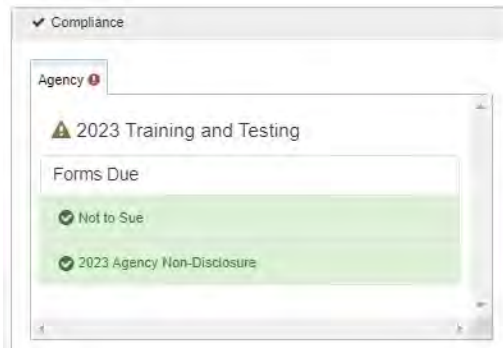 Compliance
Agency
2023 Training and Testing
Forms Due
Not to Sue
2023 Agency Non-Disclosure